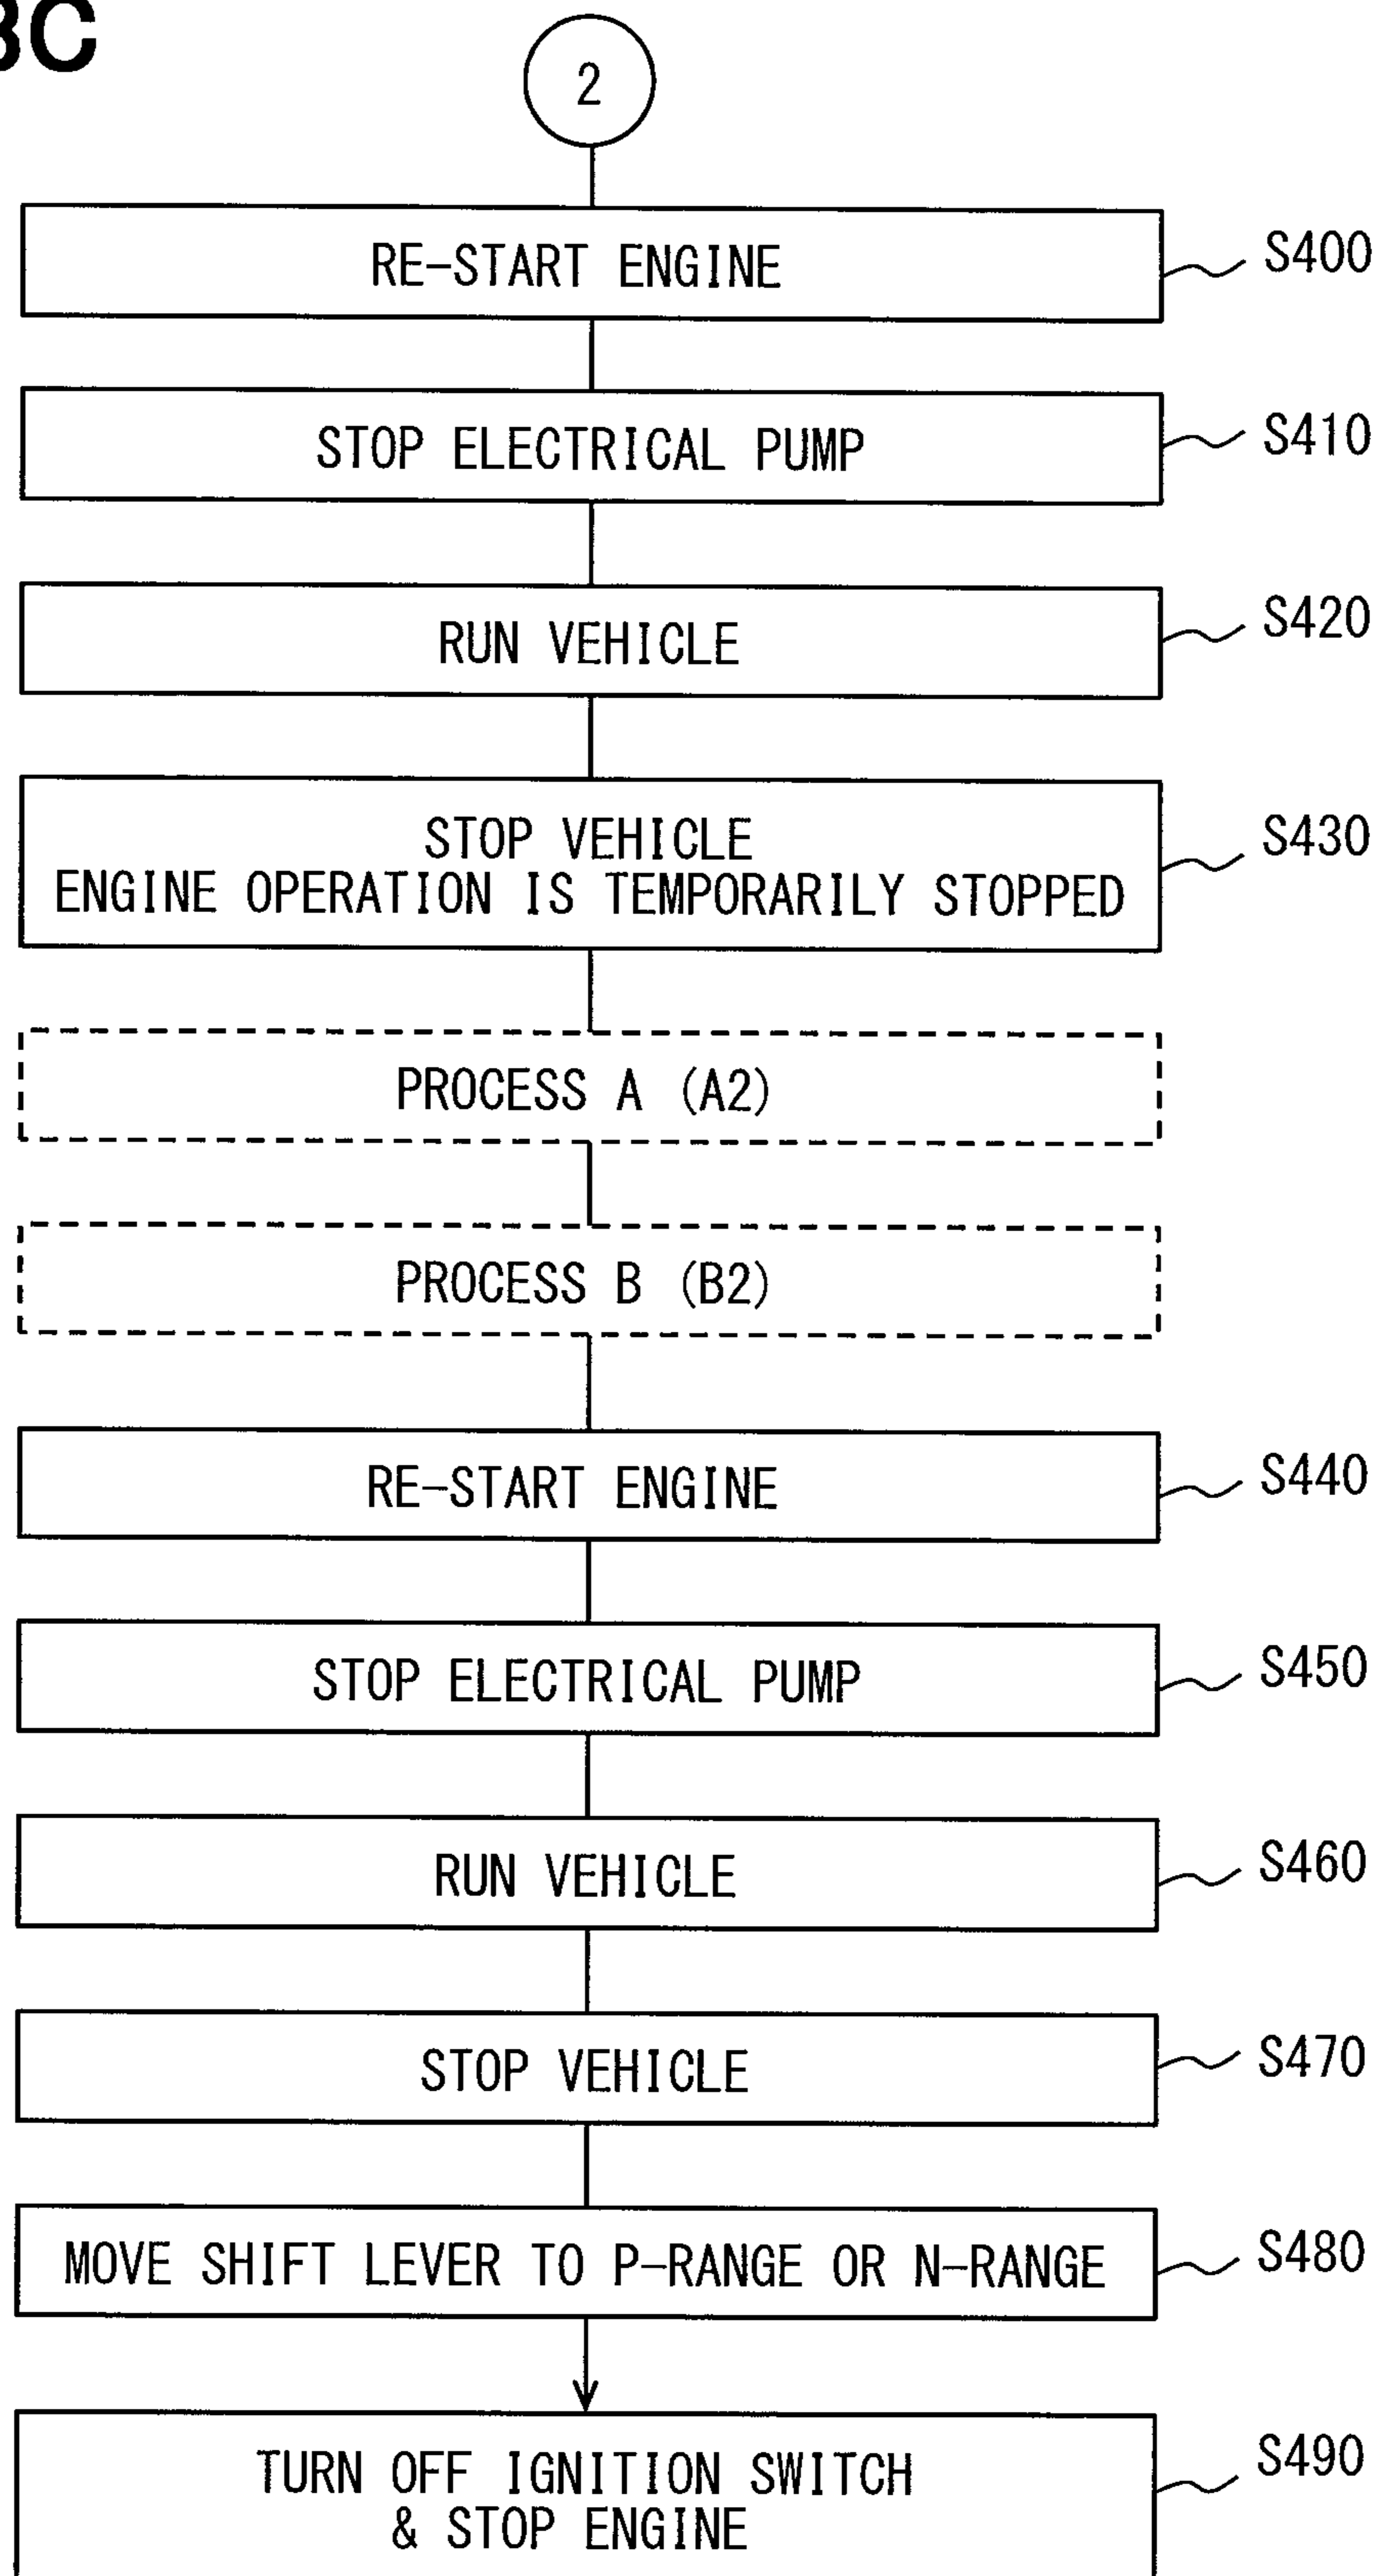 3C
2
RE-START ENGINE
S400
STOP ELECTRICAL PUMP
S410
RUN VEHICLE
S420
STOP VEHICLE
ENGINE OPERATION IS TEMPORARILY STOPPED
S430
PROCESS A (A2)
PROCESS B (B2)
RE-START ENGINE
S440
STOP ELECTRICAL PUMP
S450
RUN VEHICLE
S460
STOP VEHICLE
S470
MOVE SHIFT LEVER TO P-RANGE OR N-RANGE
S480
TURN OFF IGNITION SWITCH
& STOP ENGINE
S490